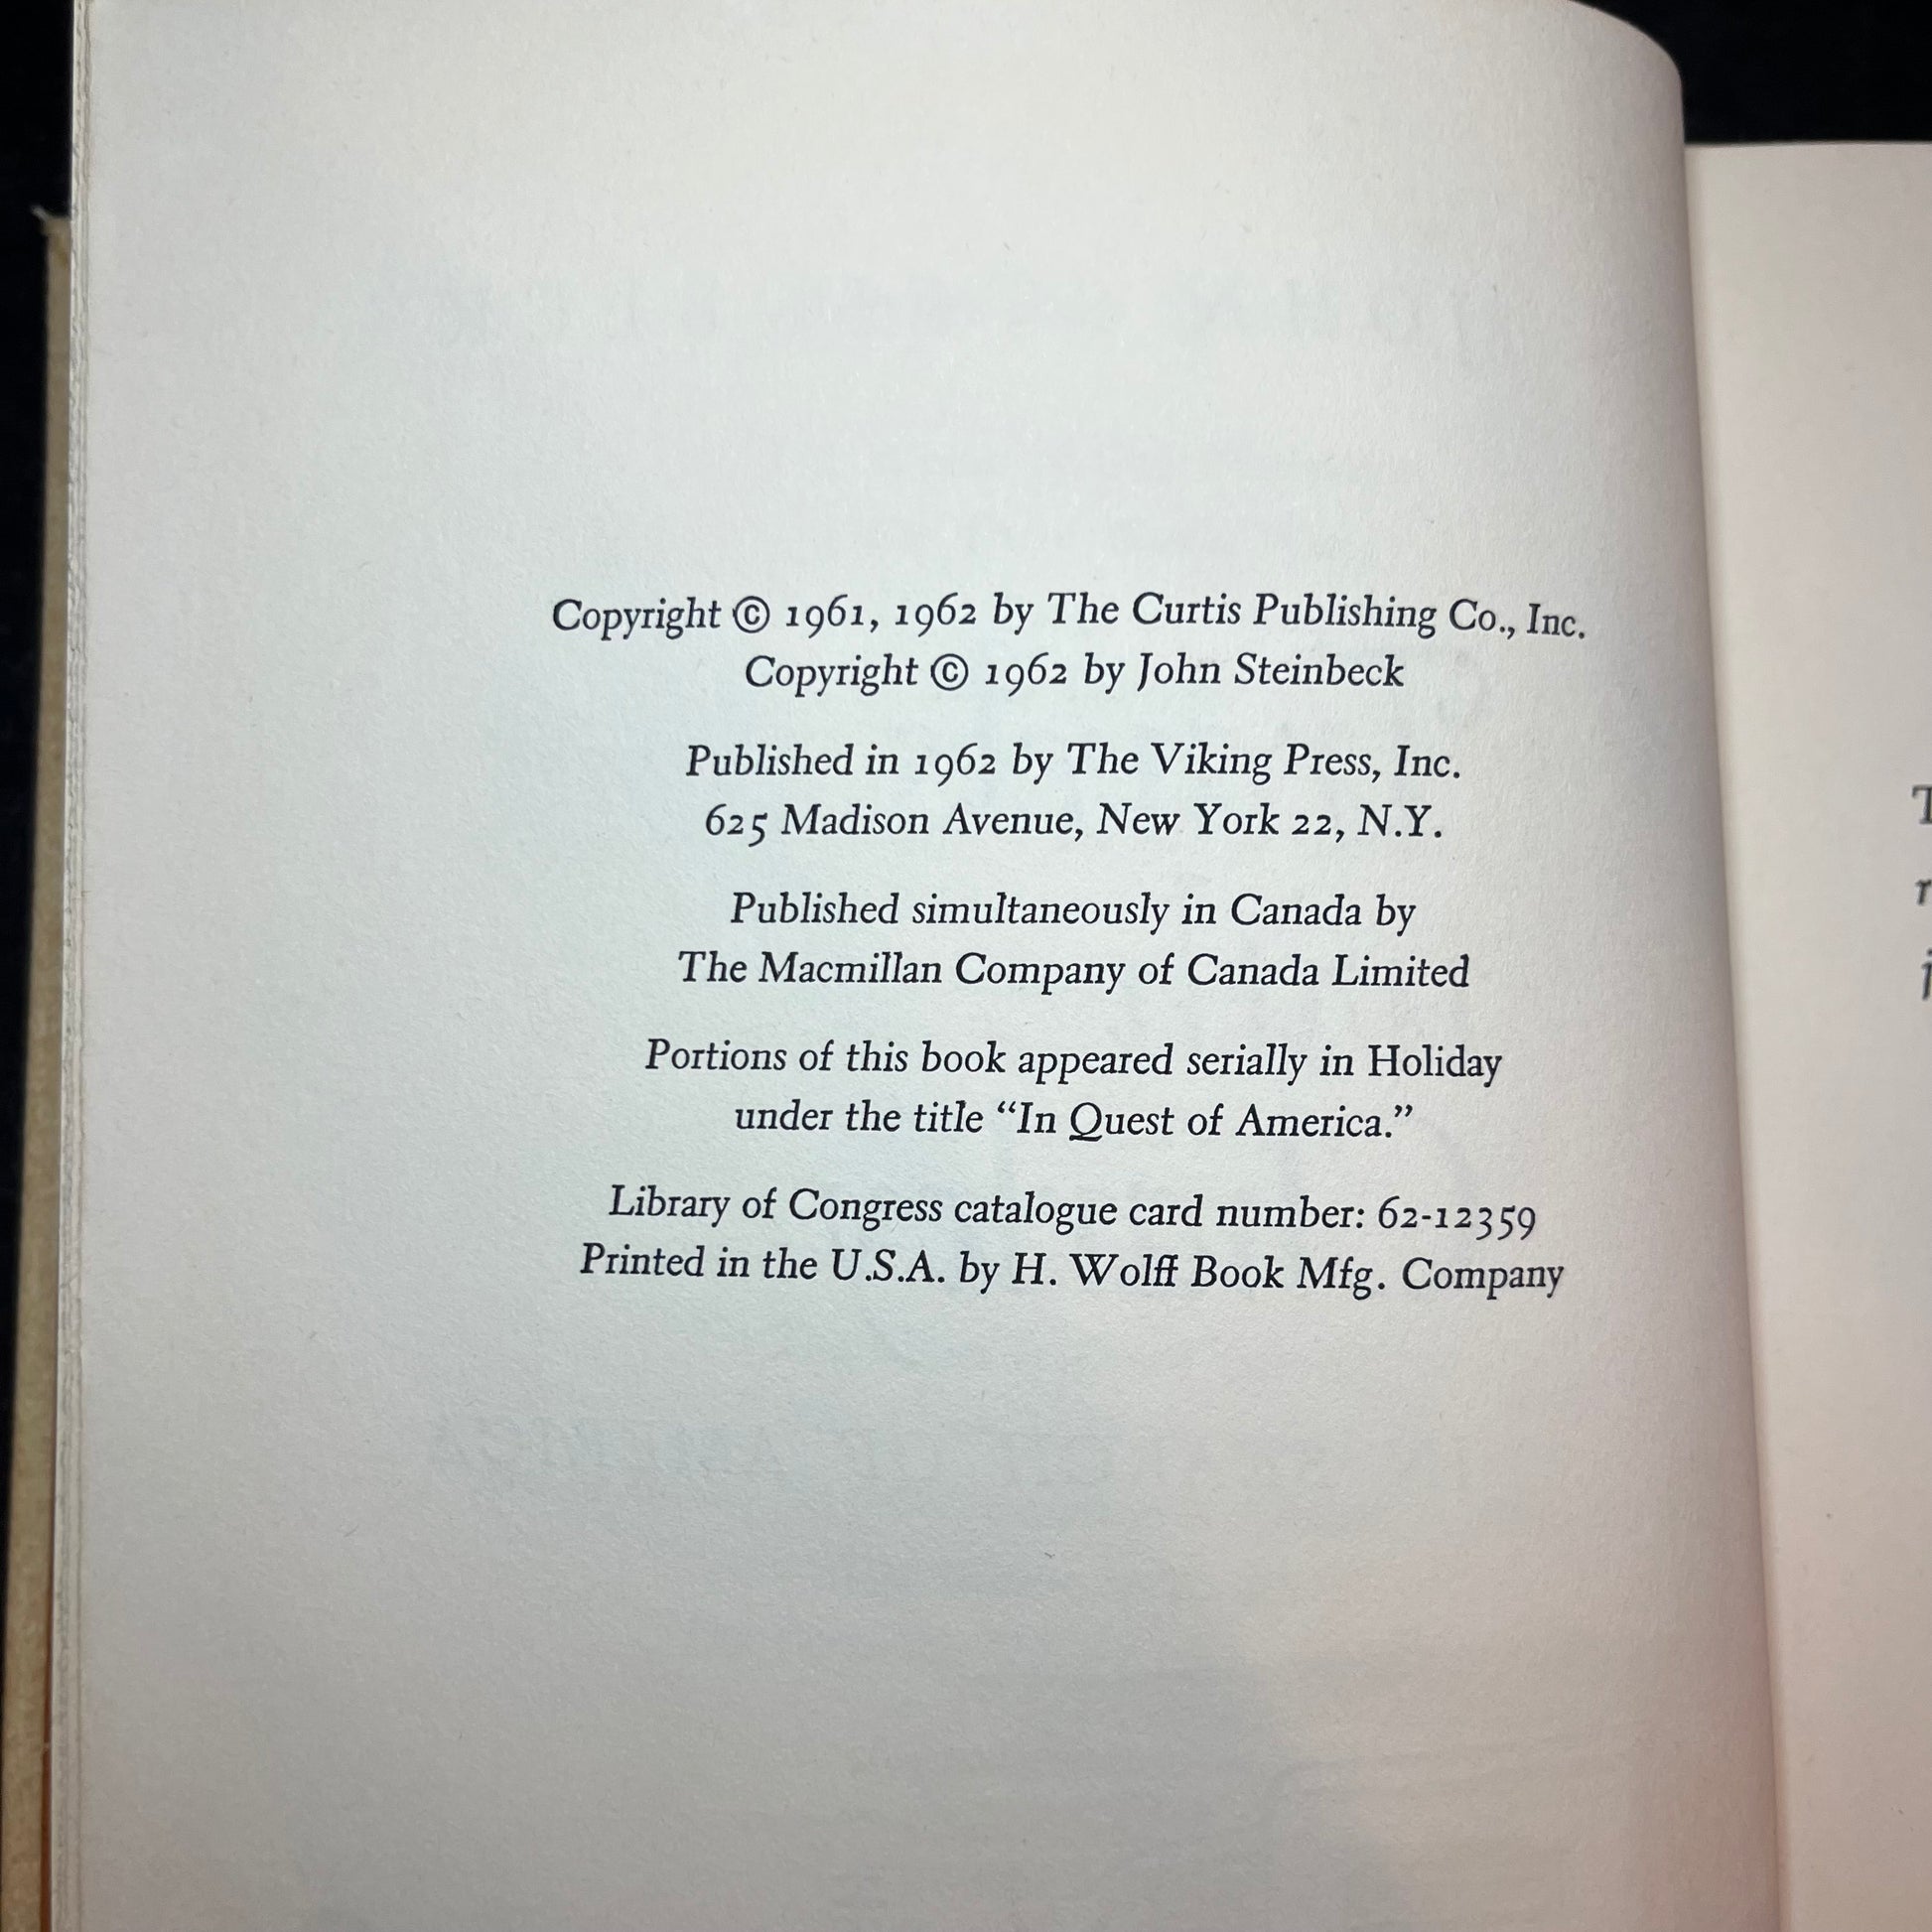 Copyright © 1961, 1962 by The Curtis Publishing Co., Inc.
Copyright © 1962 by John Steinbeck
Published in 1962 by The Viking Press, Inc.
625 Madison Avenue, New York 22, N.Y.
Published simultaneously in Canada by
The Macmillan Company of Canada Limited
Portions of this book appeared serially in Holiday
under the title “In Quest of America.”
Library of Congress catalogue card number: 62-12359
Printed in the U.S.A. by H. Wolff Book Mfg. Company